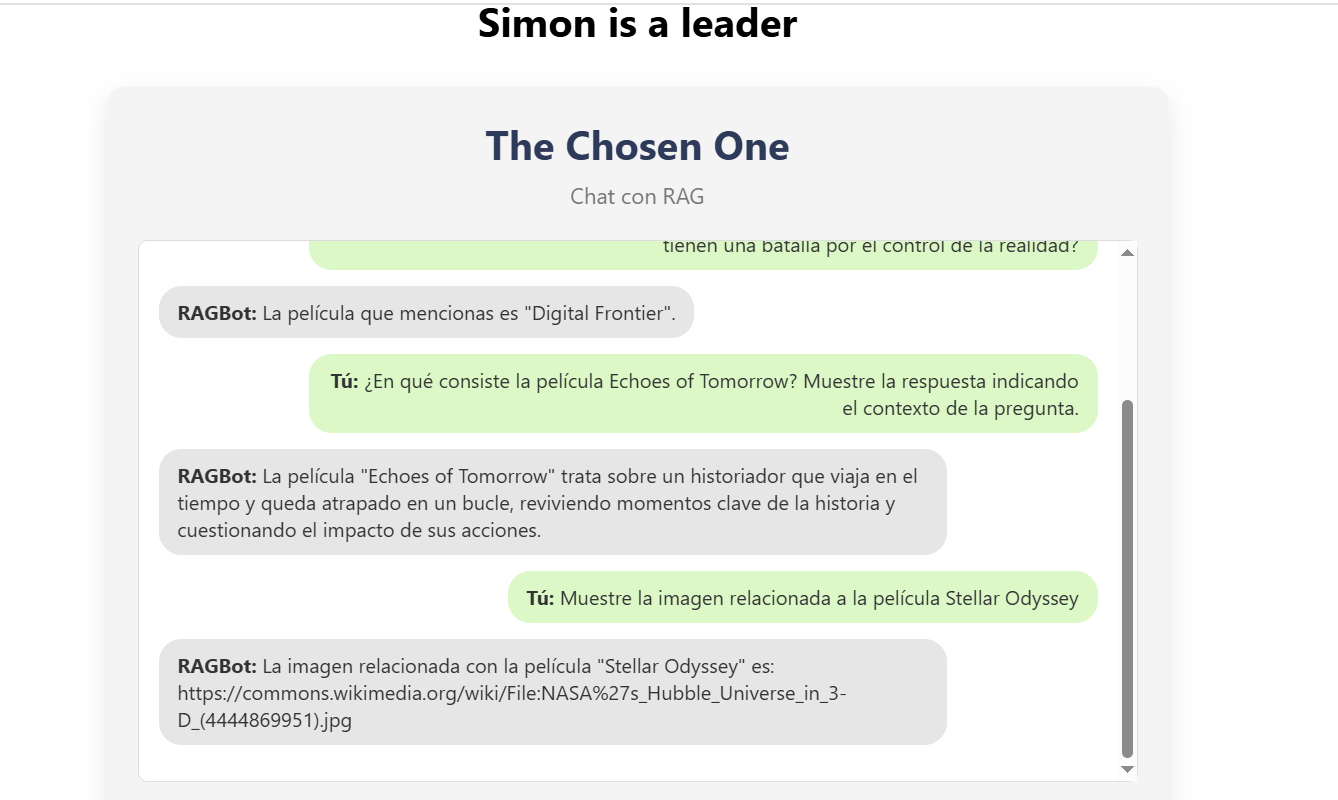 Simon is a leader
The Chosen One
Chat con RAG
tienen una batalla por el control de la realidad?
RAGBot: La película que mencionas es "Digital Frontier".
Tú: ¿En qué consiste la película Echoes of Tomorrow? Muestre la respuesta indicando
el contexto de la pregunta.
RAGBot: La película "Echoes of Tomorrow" trata sobre un historiador que viaja en el
tiempo y queda atrapado en un bucle, reviviendo momentos clave de la historia y
cuestionando el impacto de sus acciones.
Tú: Muestre la imagen relacionada a la película Stellar Odyssey
RAGBot: La imagen relacionada con la película "Stellar Odyssey" es:
https://commons.wikimedia.org/wiki/File:NASA%27s_Hubble_Universe_in_3-
D_(4444869951).jpg